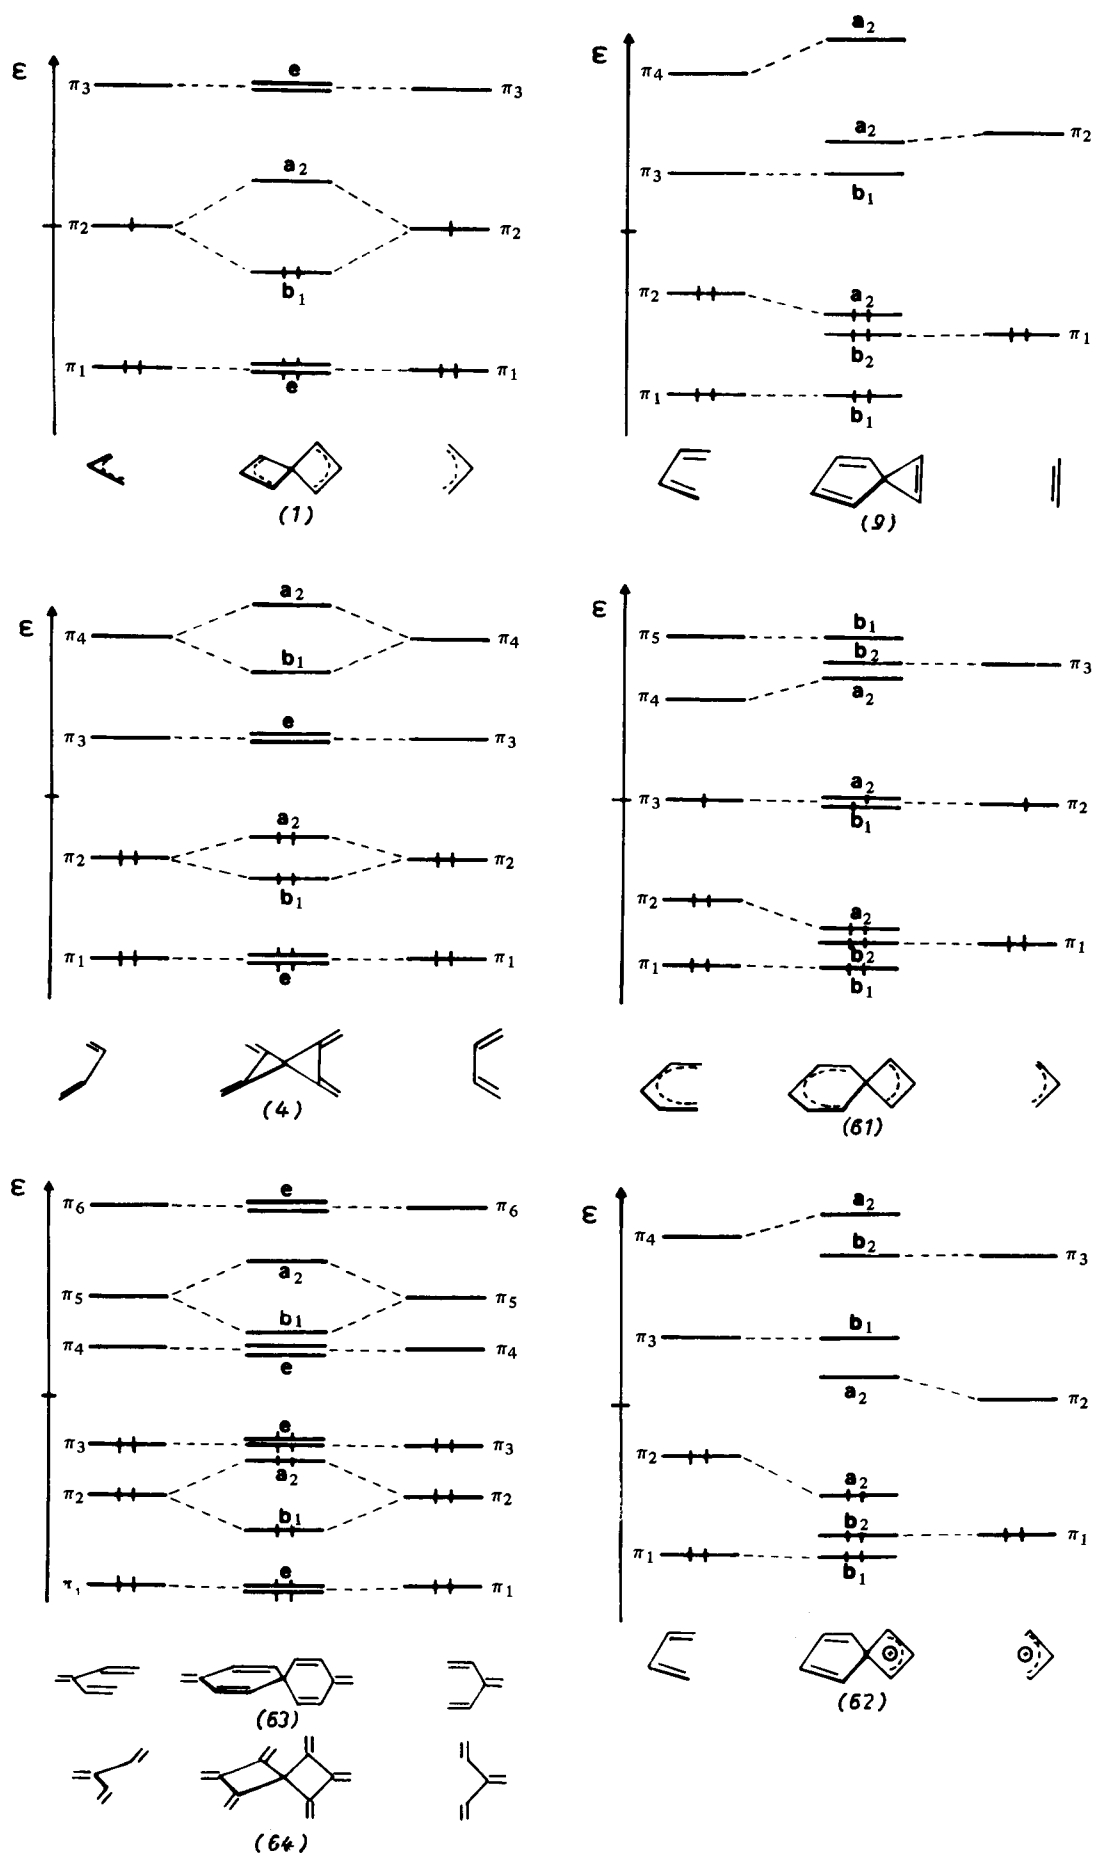 ε
π3 e π3
a2
π2 π2
b1
π1 π1
e
(1)
ε
a2
π4
a2
π2
π3
b1
π2
a2
π1
b2
π1
b1
(9)
ε
a2
π4 π4
b1
e
π3 π3
a2
π2 π2
b1
π1 π1
e
(4)
ε
b1
π5
b2
π3
π4
a2
a2
π3 π2
b1
π2
a2
π1
b2
π1
b1
(61)
ε
e
π6 π6
a2
π5 π5
b1
π4 π4
e
e
π3 π3
a2
π2 π2
b1
e
π1 π1
(63)
(64)
ε
a2
π4
b2
π3
b1
π3
a2
π2
π2
a2
b2
π1
π1
b1
⊕ ⊕
(62)